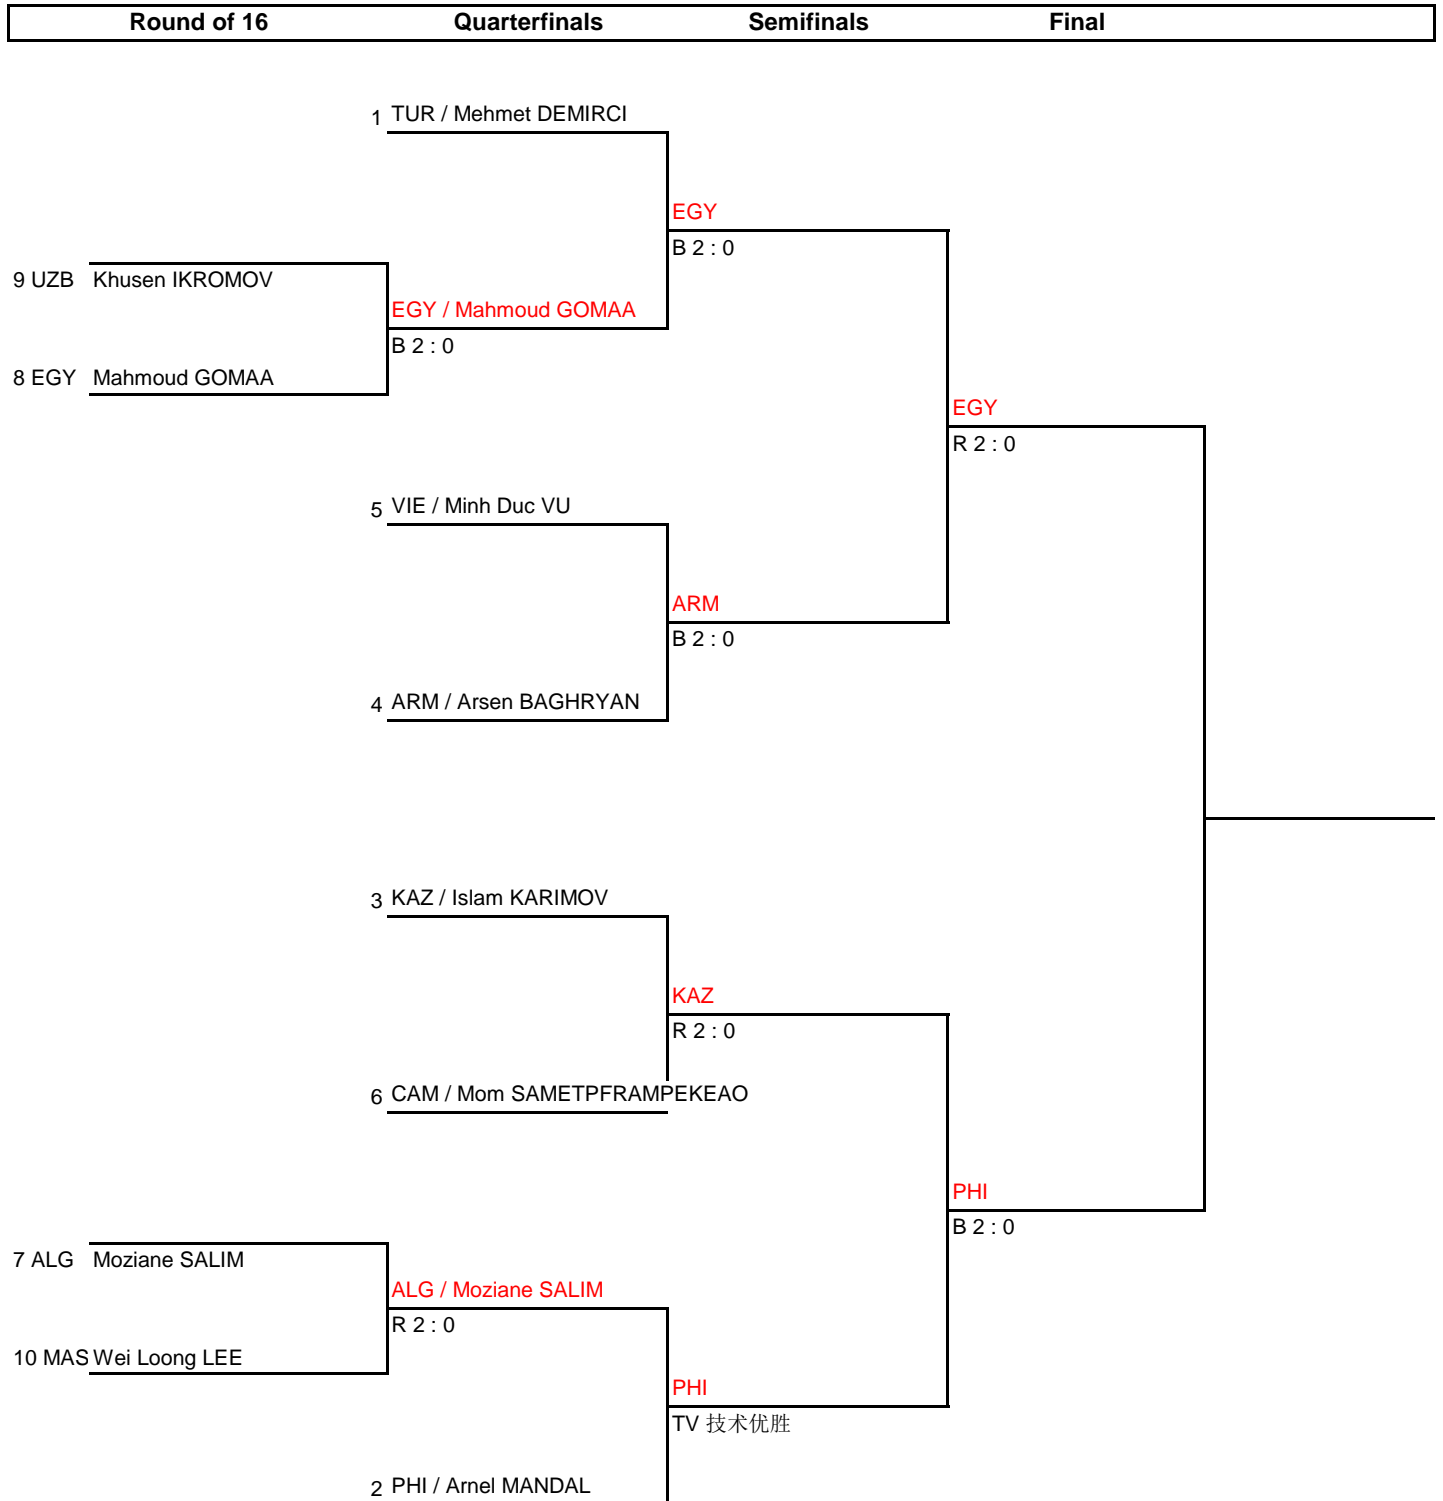 Round of 16 Quarterfinals Semifinals Final
1 TUR / Mehmet DEMIRCI
EGY
B 2 : 0
9 UZB Khusen IKROMOV
EGY / Mahmoud GOMAA
B 2 : 0
8 EGY Mahmoud GOMAA
EGY
R 2 : 0
5 VIE / Minh Duc VU
ARM
B 2 : 0
4 ARM / Arsen BAGHRYAN
3 KAZ / Islam KARIMOV
KAZ
R 2 : 0
6 CAM / Mom SAMETPFRAMPEKEAO
PHI
B 2 : 0
7 ALG Moziane SALIM
ALG / Moziane SALIM
R 2 : 0
10 MAS Wei Loong LEE
PHI
TV 技术优胜
2 PHI / Arnel MANDAL